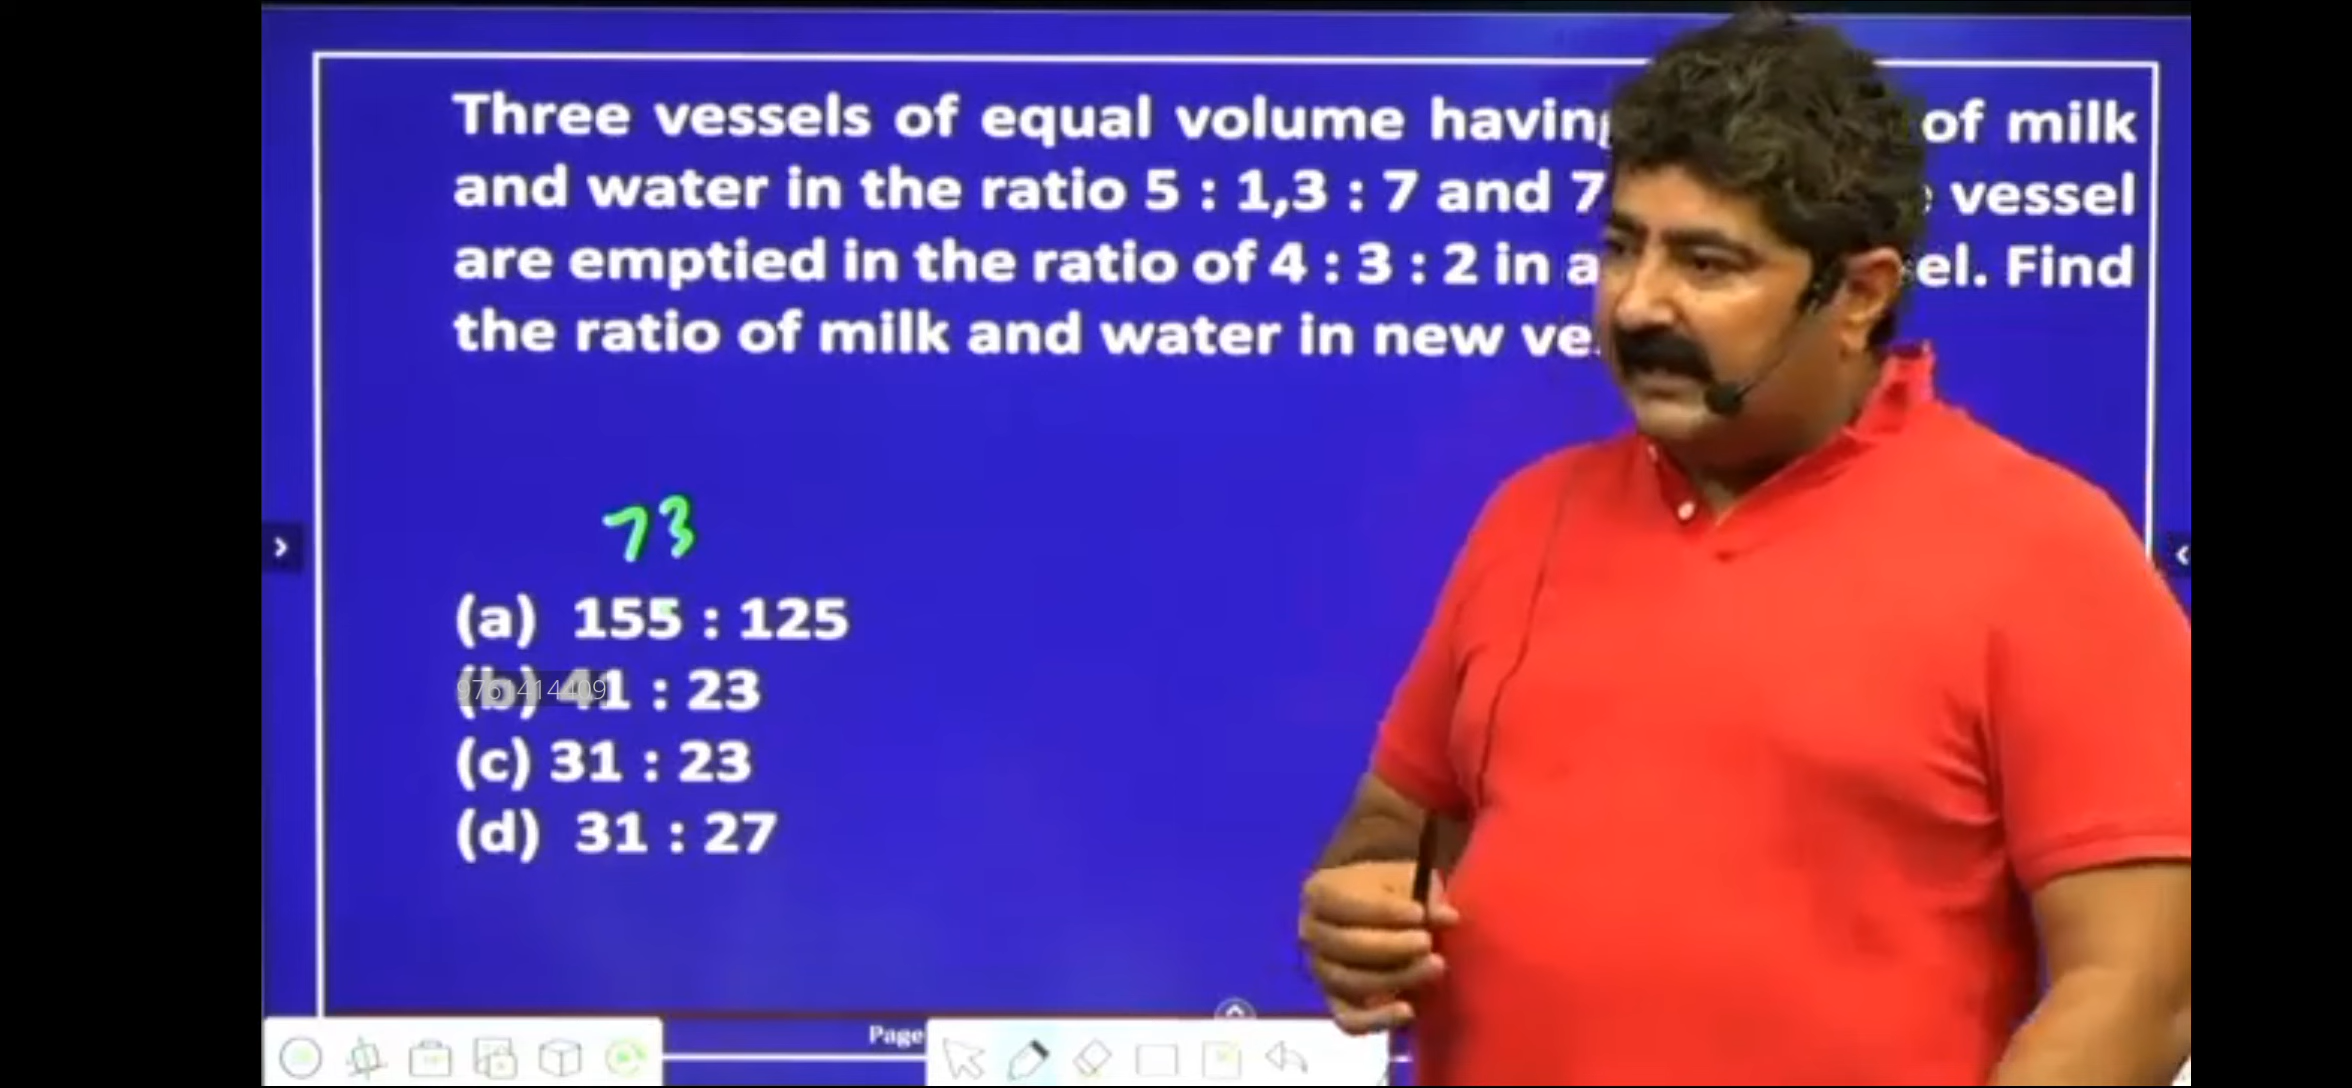 Three vessels of equal volume having of milk
and water in the ratio 5 : 1,3 : 7 and 7 vessel
are emptied in the ratio of 4 : 3 : 2 in a el. Find
the ratio of milk and water in new ve
73
(a) 155 : 125
(b) 41 : 23
(c) 31 : 23
(d) 31 : 27
Page